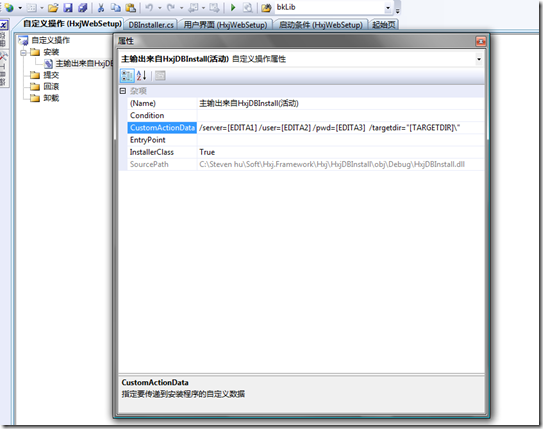 bkLib
自定义操作 (HxjWebSetup) DBInstaller.cs 用户界面 (HxjWebSetup) 启动条件 (HxjWebSetup) 起始页
自定义操作
安装
主输出来自HxjDB
提交
回滚
卸载
属性
主输出来自HxjDBInstall(活动) 自定义操作属性
杂项
(Name) 主输出来自HxjDBInstall(活动)
Condition
CustomActionData /server=[EDITA1] /user=[EDITA2] /pwd=[EDITA3] /targetdir="[TARGETDIR]\"
EntryPoint
InstallerClass True
SourcePath C:\Steven hu\Soft\Hxj.Framework\Hxj\HxjDBInstall\obj\Debug\HxjDBInstall.dll
CustomActionData
指定要传递到安装程序的自定义数据